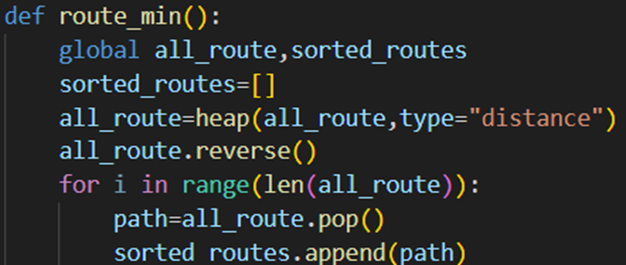 def route_min():
    global all_route,sorted_routes
    sorted_routes=[]
    all_route=heap(all_route,type="distance")
    all_route.reverse()
    for i in range(len(all_route)):
        path=all_route.pop()
        sorted_routes.append(path)